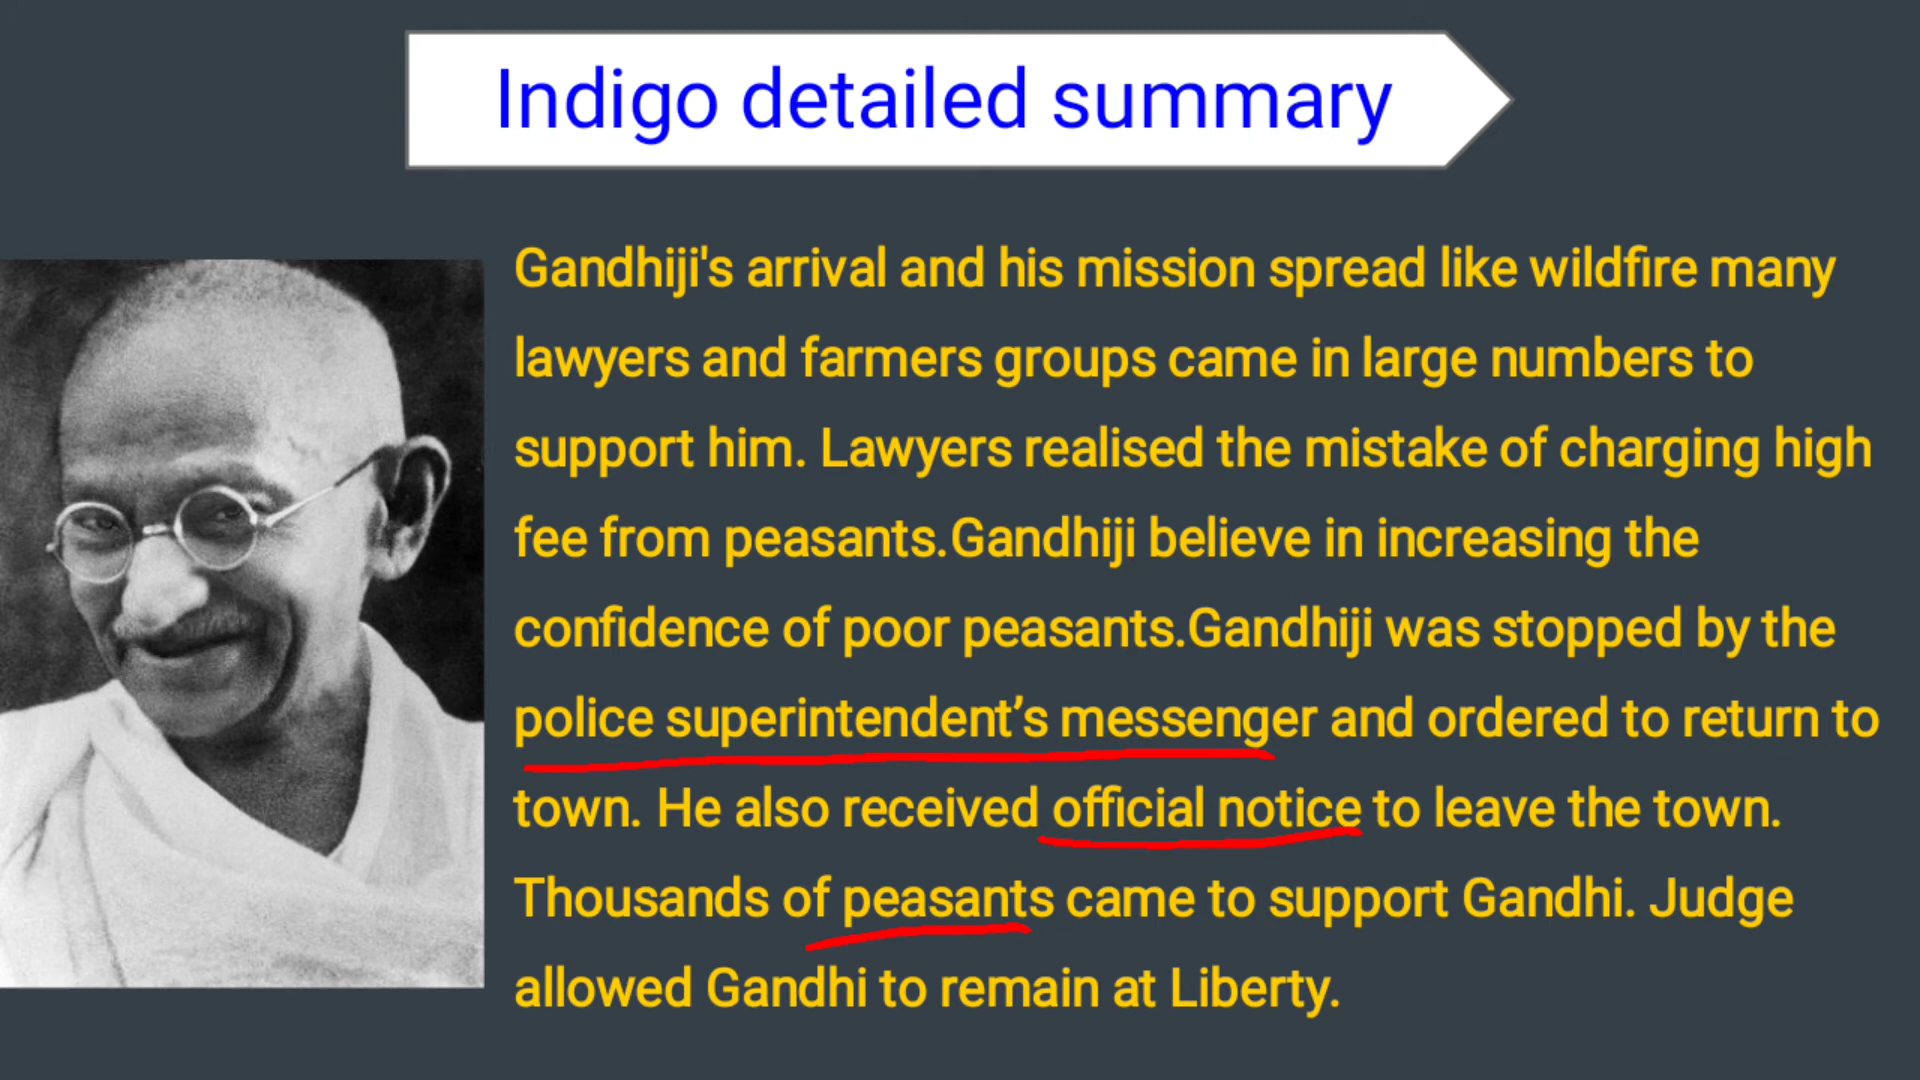 Indigo detailed summary
Gandhiji's arrival and his mission spread like wildfire many
lawyers and farmers groups came in large numbers to
support him. Lawyers realised the mistake of charging high
fee from peasants.Gandhiji believe in increasing the
confidence of poor peasants.Gandhiji was stopped by the
police superintendent’s messenger and ordered to return to
town. He also received official notice to leave the town.
Thousands of peasants came to support Gandhi. Judge
allowed Gandhi to remain at Liberty.